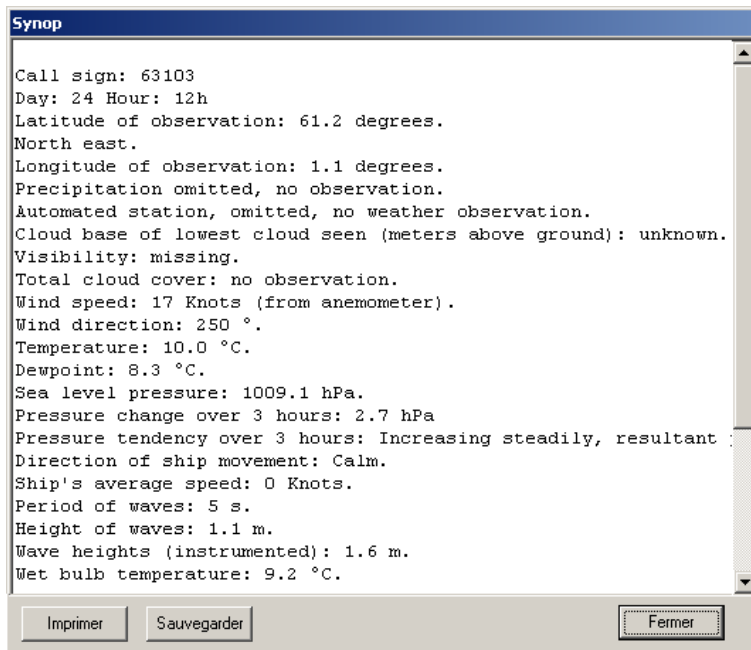 Synop
Call sign: 63103
Day: 24 Hour: 12h
Latitude of observation: 61.2 degrees.
North east.
Longitude of observation: 1.1 degrees.
Precipitation omitted, no observation.
Automated station, omitted, no weather observation.
Cloud base of lowest cloud seen (meters above ground): unknown.
Visibility: missing.
Total cloud cover: no observation.
Wind speed: 17 Knots (from anemometer).
Wind direction: 250 °.
Temperature: 10.0 °C.
Dewpoint: 8.3 °C.
Sea level pressure: 1009.1 hPa.
Pressure change over 3 hours: 2.7 hPa
Pressure tendency over 3 hours: Increasing steadily, resultant
Direction of ship movement: Calm.
Ship's average speed: 0 Knots.
Period of waves: 5 s.
Height of waves: 1.1 m.
Wave heights (instrumented): 1.6 m.
Wet bulb temperature: 9.2 °C.
Imprimer Sauvegarder Fermer